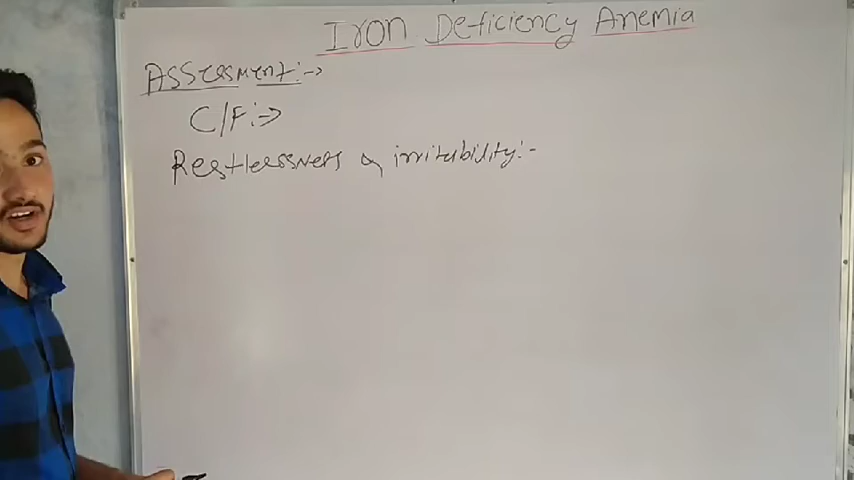 Iron Deficiency Anemia
Assessment:->
C/F:->
Restlessness & irritability:-